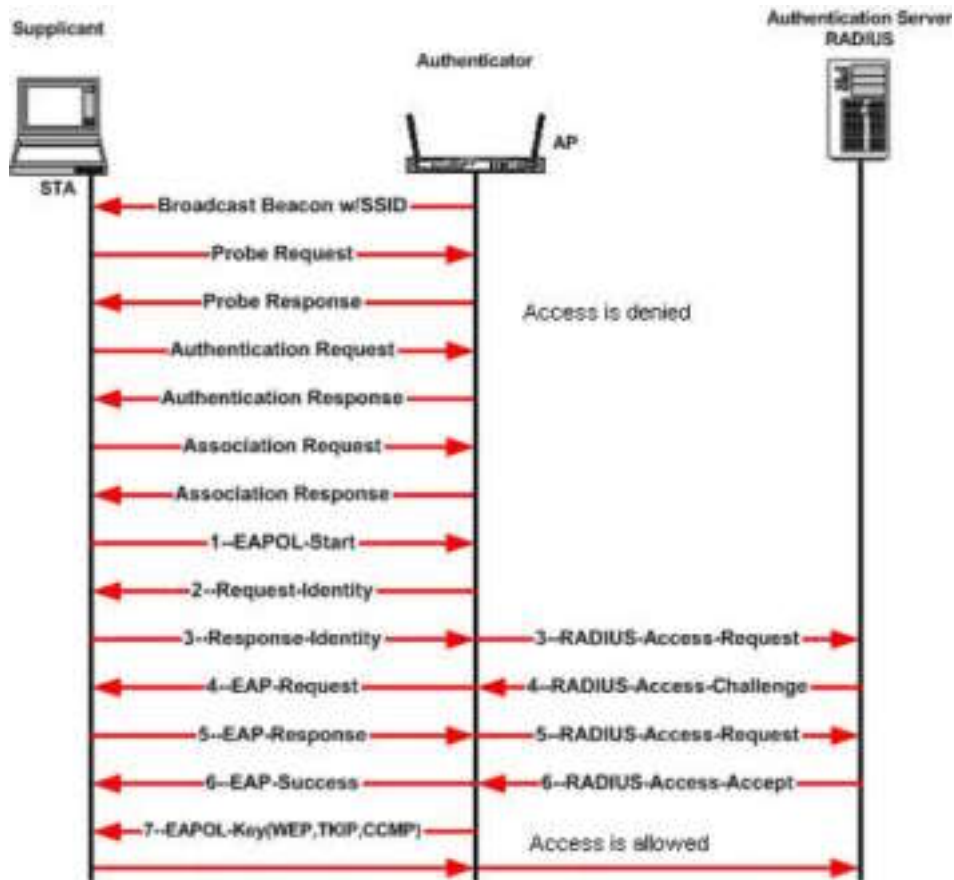 Supplicant
Authenticator
Authentication Server
RADIUS
STA
AP
Broadcast Beacon w/SSID
Probe Request
Probe Response
Access is denied
Authentication Request
Authentication Response
Association Request
Association Response
1--EAPOL-Start
2--Request-Identity
3--Response-Identity
3--RADIUS-Access-Request
4--EAP-Request
4--RADIUS-Access-Challenge
5--EAP-Response
5--RADIUS-Access-Request
6--EAP-Success
6--RADIUS-Access-Accept
7--EAPOL-Key(WEP,TKIP,CCMP)
Access is allowed